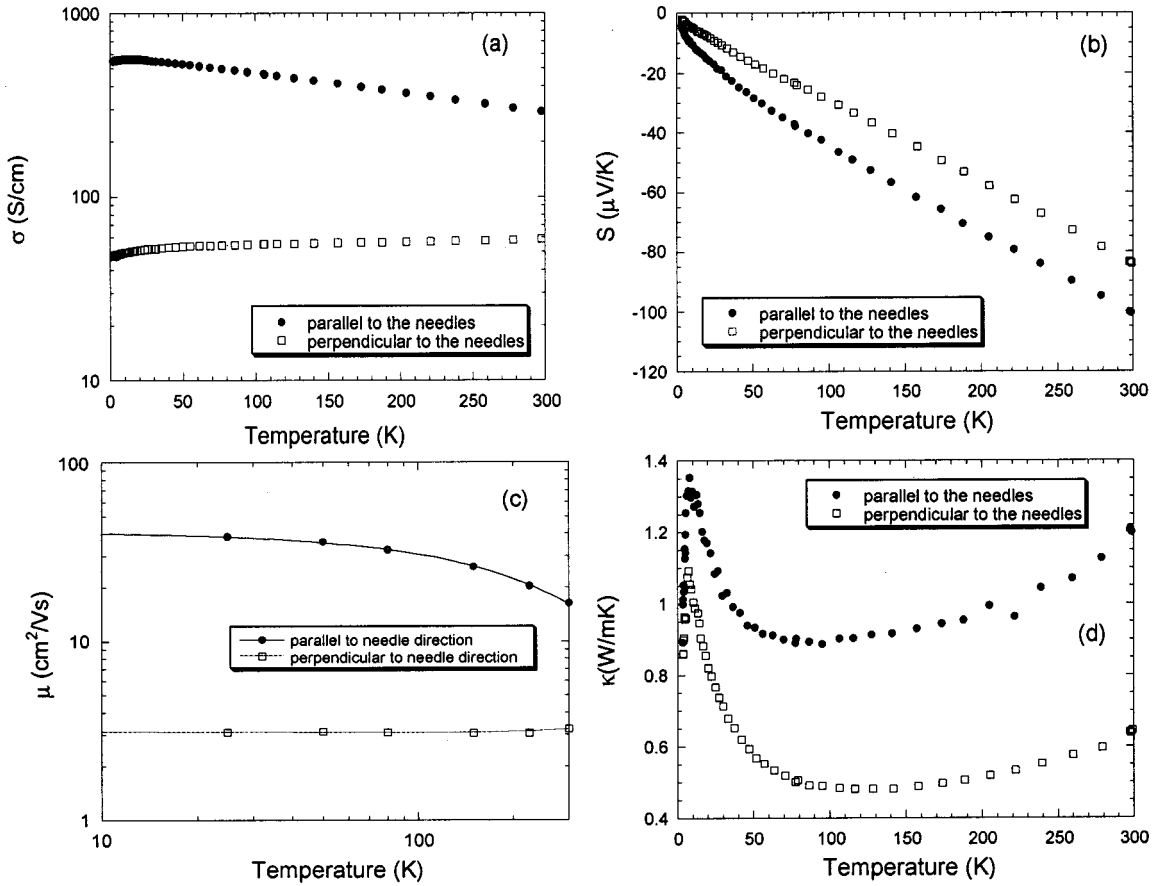 (a)
1000
100
10
σ (S/cm)
parallel to the needles
perpendicular to the needles
0 50 100 150 200 250 300
Temperature (K)
(b)
0
-20
-40
-60
-80
-100
-120
S (μV/K)
parallel to the needles
perpendicular to the needles
0 50 100 150 200 250 300
Temperature (K)
(c)
100
10
1
μ (cm²/Vs)
parallel to needle direction
perpendicular to needle direction
10 100
Temperature (K)
1.4
1.2
1
0.8
0.6
0.4
κ(W/mK)
parallel to the needles
perpendicular to the needles
(d)
0 50 100 150 200 250 300
Temperature (K)